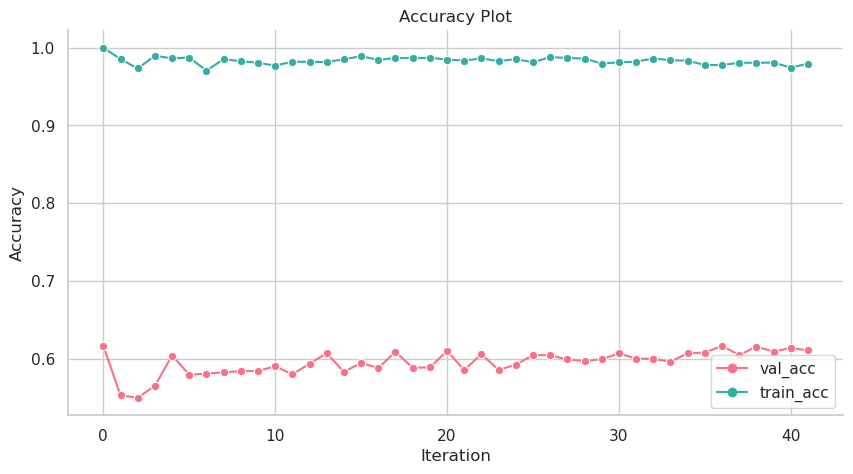 Accuracy Plot
1.0
0.9
0.8
0.7
0.6
Accuracy
0 10 20 30 40
Iteration
val_acc
train_acc